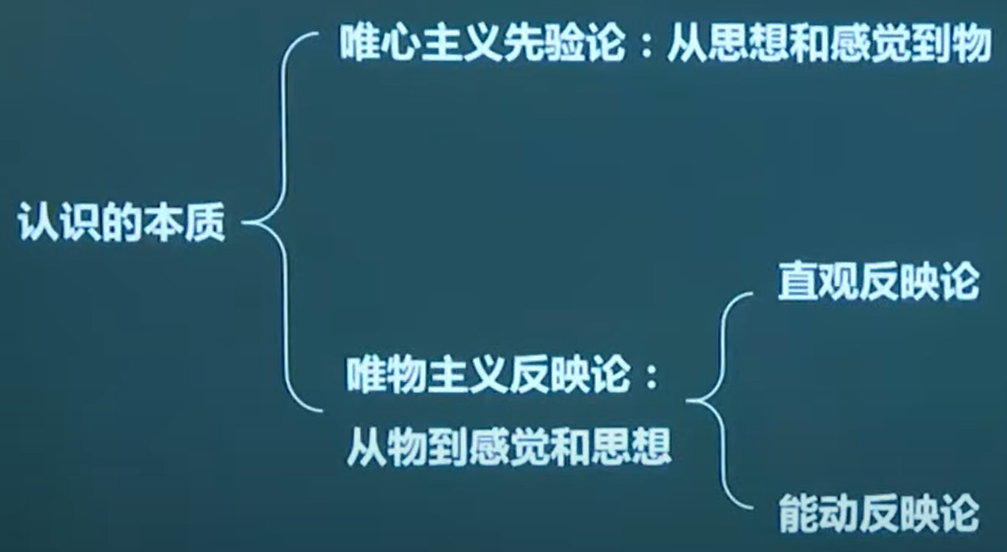 唯心主义先验论：从思想和感觉到物
认识的本质
直观反映论
唯物主义反映论：
从物到感觉和思想
能动反映论